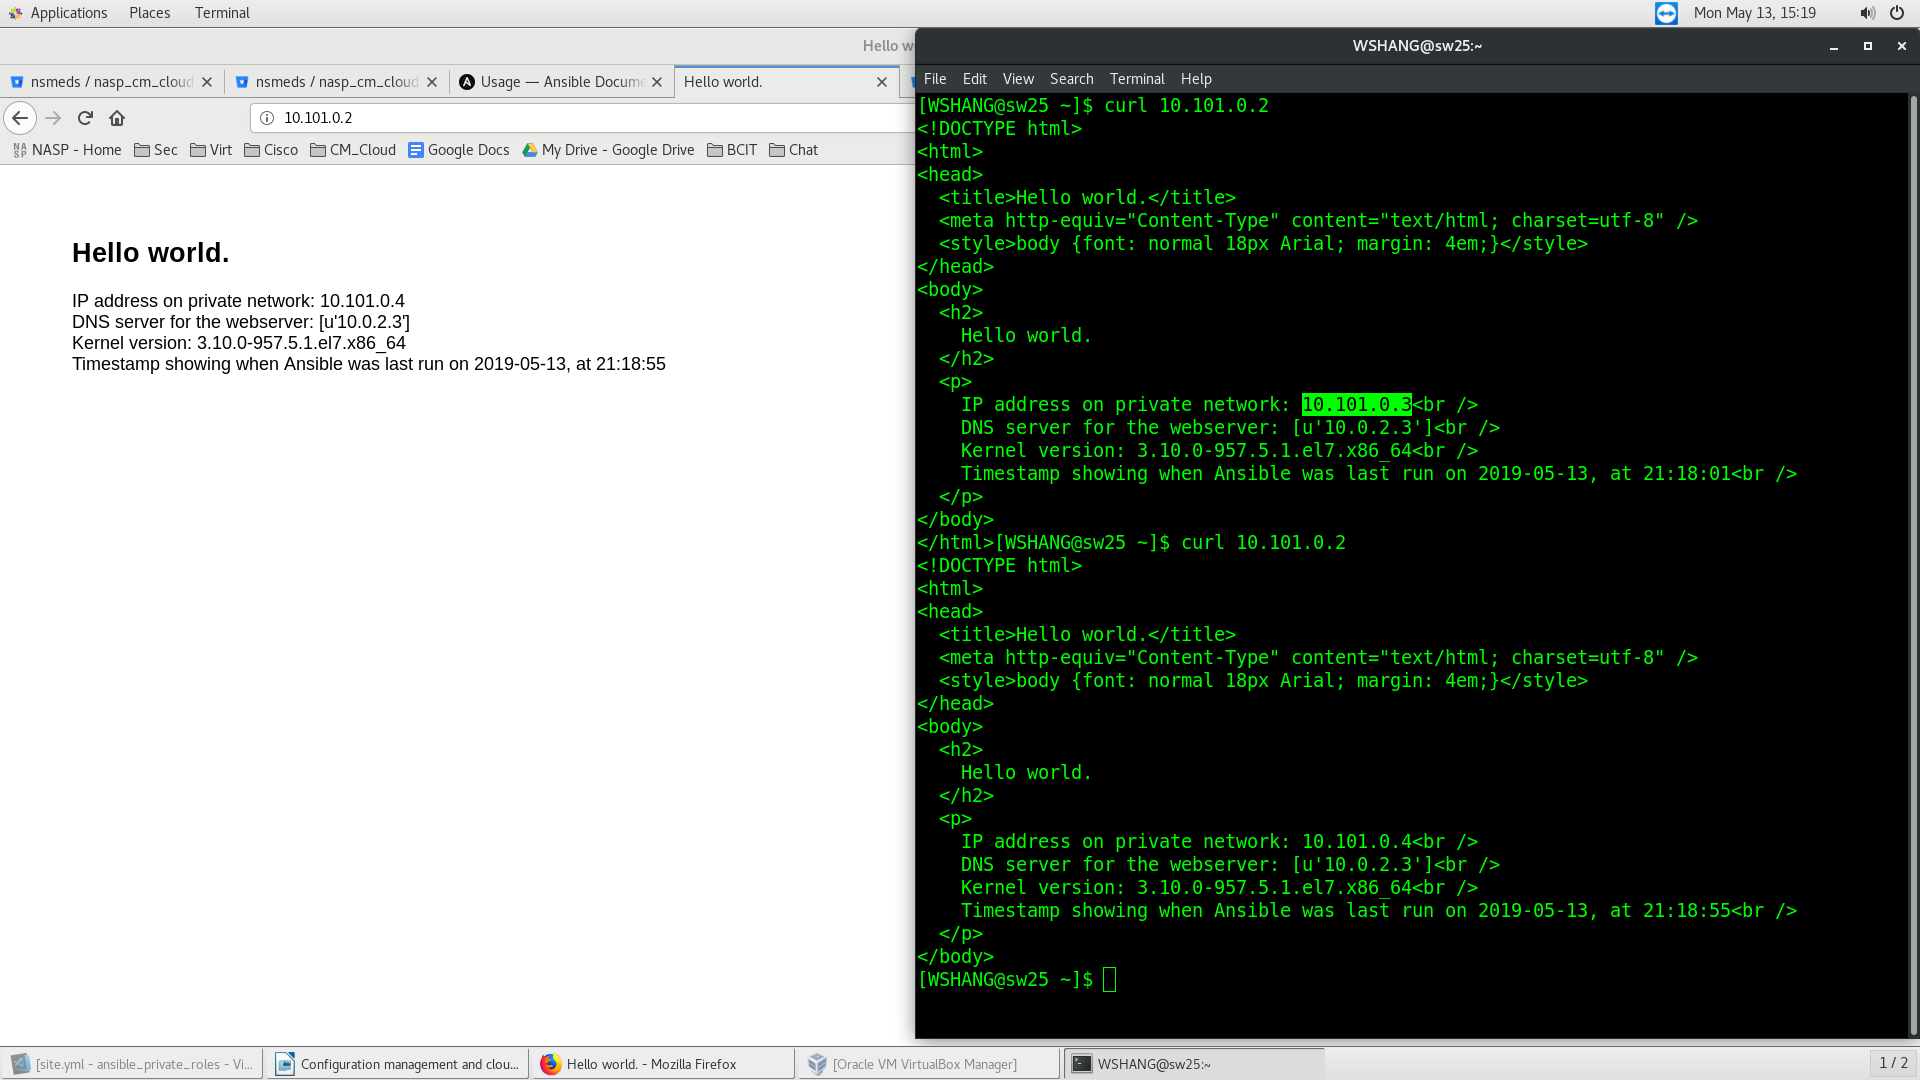 Applications Places Terminal Mon May 13, 15:19
Hello w
WSHANG@sw25:~
nsmeds / nasp_cm_cloud nsmeds / nasp_cm_cloud Usage — Ansible Docume Hello world.
File Edit View Search Terminal Help
10.101.0.2
NASP - Home Sec Virt Cisco CM_Cloud Google Docs My Drive - Google Drive BCIT Chat
Hello world.
IP address on private network: 10.101.0.4
DNS server for the webserver: [u'10.0.2.3']
Kernel version: 3.10.0-957.5.1.el7.x86_64
Timestamp showing when Ansible was last run on 2019-05-13, at 21:18:55
[WSHANG@sw25 ~]$ curl 10.101.0.2
<!DOCTYPE html>
<html>
<head>
  <title>Hello world.</title>
  <meta http-equiv="Content-Type" content="text/html; charset=utf-8" />
  <style>body {font: normal 18px Arial; margin: 4em;}</style>
</head>
<body>
  <h2>
    Hello world.
  </h2>
  <p>
    IP address on private network: 10.101.0.3<br />
    DNS server for the webserver: [u'10.0.2.3']<br />
    Kernel version: 3.10.0-957.5.1.el7.x86_64<br />
    Timestamp showing when Ansible was last run on 2019-05-13, at 21:18:01<br />
  </p>
</body>
</html>[WSHANG@sw25 ~]$ curl 10.101.0.2
<!DOCTYPE html>
<html>
<head>
  <title>Hello world.</title>
  <meta http-equiv="Content-Type" content="text/html; charset=utf-8" />
  <style>body {font: normal 18px Arial; margin: 4em;}</style>
</head>
<body>
  <h2>
    Hello world.
  </h2>
  <p>
    IP address on private network: 10.101.0.4<br />
    DNS server for the webserver: [u'10.0.2.3']<br />
    Kernel version: 3.10.0-957.5.1.el7.x86_64<br />
    Timestamp showing when Ansible was last run on 2019-05-13, at 21:18:55<br />
  </p>
</body>
[WSHANG@sw25 ~]$
[site.yml - ansible_private_roles - Vi... Configuration management and clou... Hello world. - Mozilla Firefox [Oracle VM VirtualBox Manager] WSHANG@sw25:~ 1 / 2